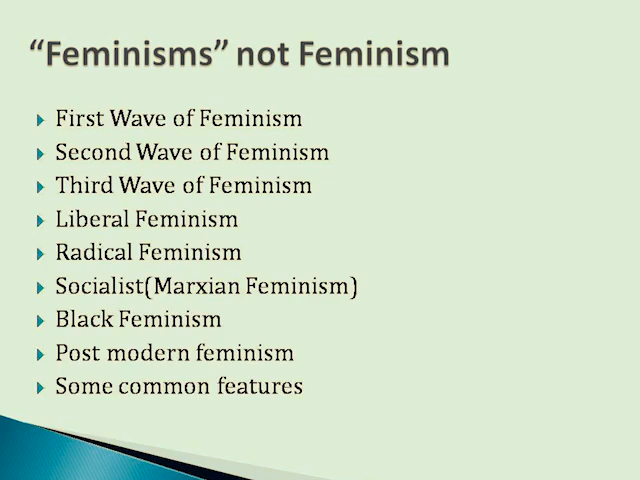 “Feminisms” not Feminism
First Wave of Feminism
Second Wave of Feminism
Third Wave of Feminism
Liberal Feminism
Radical Feminism
Socialist(Marxian Feminism)
Black Feminism
Post modern feminism
Some common features